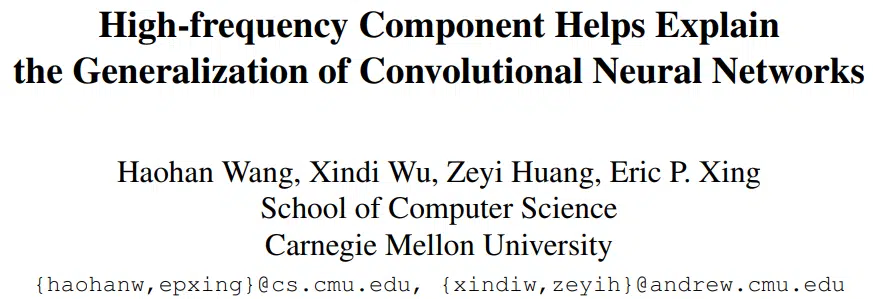 High-frequency Component Helps Explain
the Generalization of Convolutional Neural Networks
Haohan Wang, Xindi Wu, Zeyi Huang, Eric P. Xing
School of Computer Science
Carnegie Mellon University
{haohanw,epxing}@cs.cmu.edu, {xindiw,zeyih}@andrew.cmu.edu